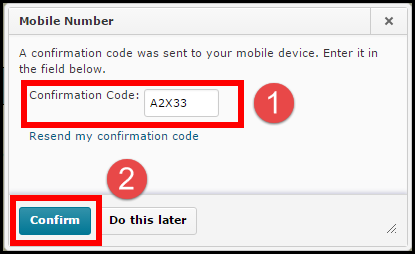 Mobile Number ×
A confirmation code was sent to your mobile device. Enter it in
the field below.
Confirmation Code: A2X33 1
Resend my confirmation code
2
Confirm Do this later